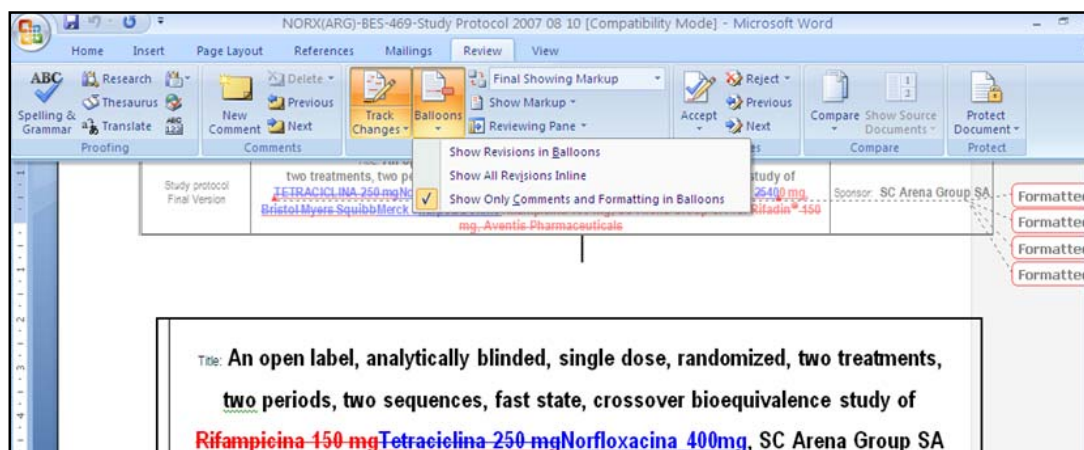 NORX(ARG)-BES-469-Study Protocol 2007 08 10 [Compatibility Mode] - Microsoft Word
Home Insert Page Layout References Mailings Review View
ABC Spelling & Grammar
Research
Thesaurus
Translate
ABC 123
Proofing
New Comment
Delete
Previous
Next
Comments
Track Changes
Balloons
Final Showing Markup
Show Markup
Reviewing Pane
Accept
Reject
Previous
Next
Compare
Show Source Documents
Compare
Protect Document
Protect
Show Revisions in Balloons
Show All Revisions Inline
Show Only Comments and Formatting in Balloons
Study protocol
Final Version
two treatments, two
study of
TETRACICLINA 250 mg
mg,
Bristol Myers SquibbMerck
Rifadin® 150
mg, Aventis Pharmaceuticals
Sponsor: SC Arena Group SA
Formatted
Formatted
Formatted
Formatted
Title: An open label, analytically blinded, single dose, randomized, two treatments,
two periods, two sequences, fast state, crossover bioequivalence study of
Rifampicina 150 mgTetraciclina 250 mgNorfloxacina 400mg, SC Arena Group SA